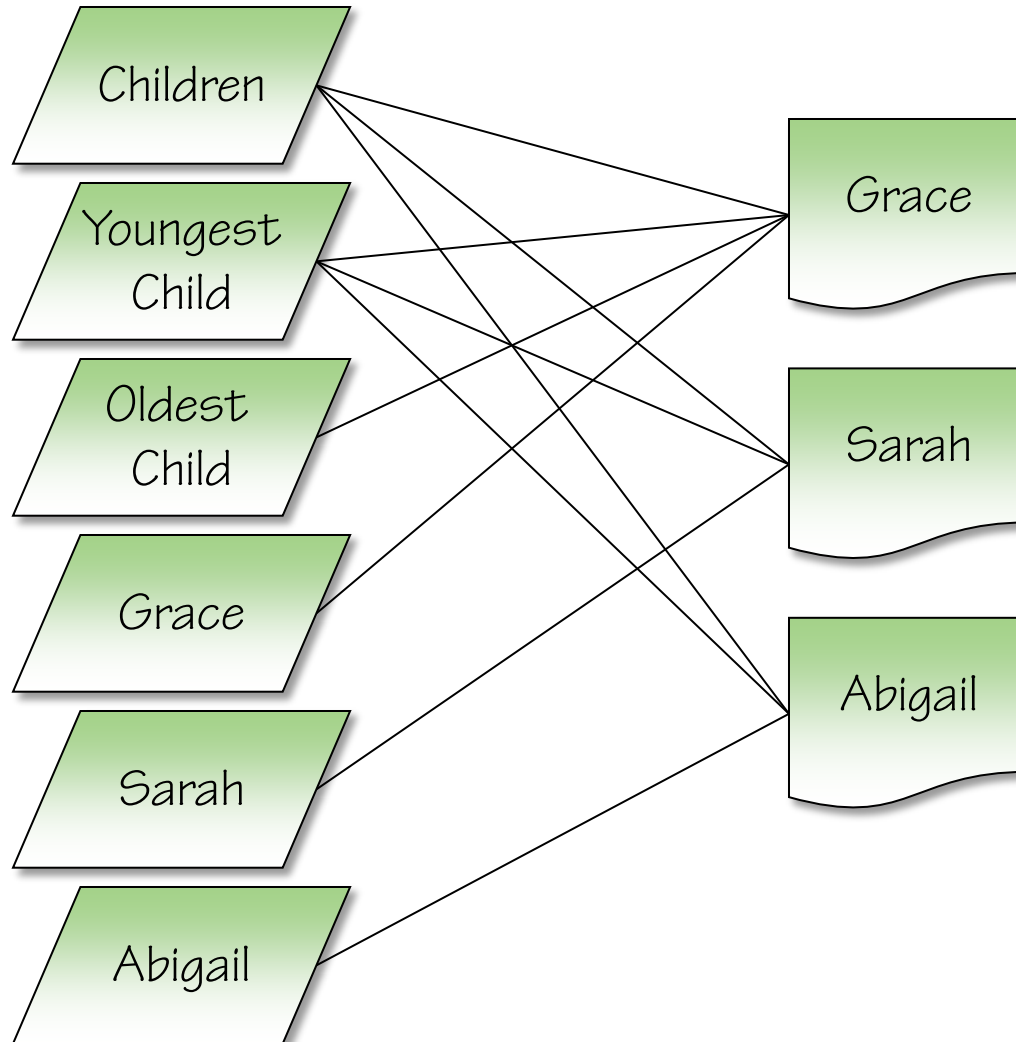 Children
Youngest
Child
Oldest
Child
Grace
Sarah
Abigail
Grace
Sarah
Abigail